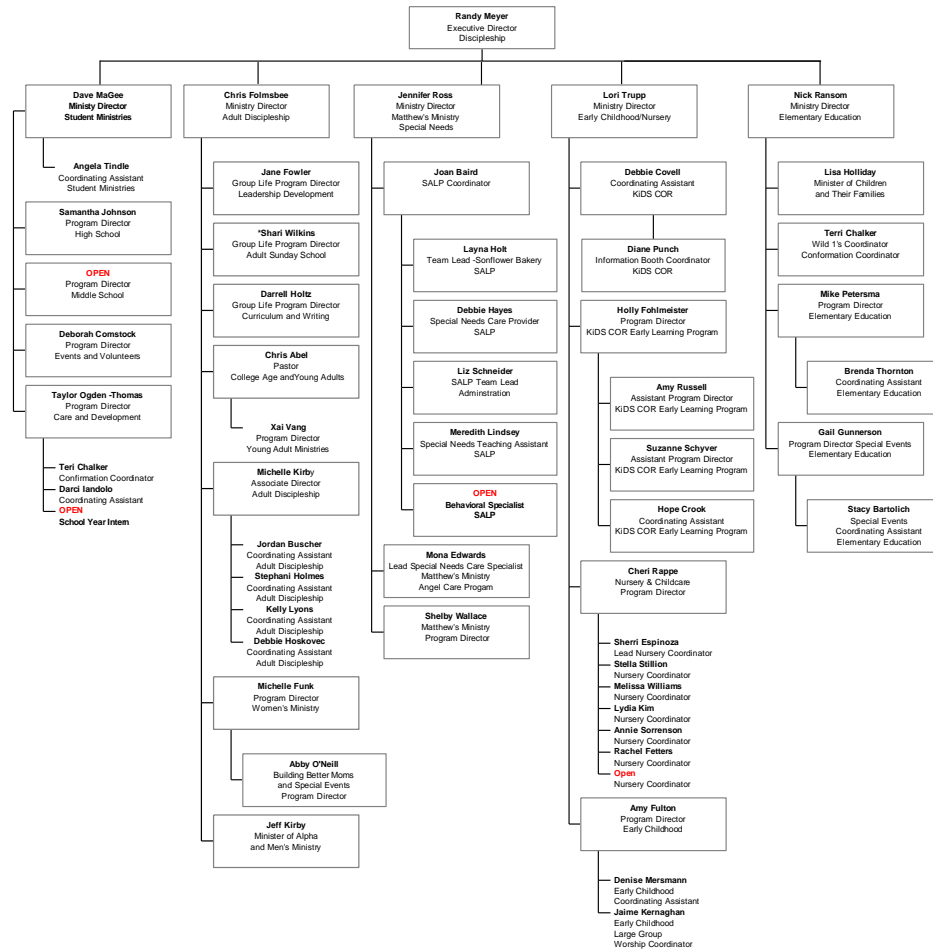 Randy Meyer
Executive Director
Discipleship
Dave MaGee
Ministy Director
Student Ministries
Angela Tindle
Coordinating Assistant
Student Ministries
Samantha Johnson
Program Director
High School
OPEN
Program Director
Middle School
Deborah Comstock
Program Director
Events and Volunteers
Taylor Ogden -Thomas
Program Director
Care and Development
Teri Chalker
Confirmation Coordinator
Darci Iandolo
Coordinating Assistant
OPEN
School Year Intern
Chris Folmsbee
Ministry Director
Adult Discipleship
Jane Fowler
Group Life Program Director
Leadership Development
*Shari Wilkins
Group Life Program Director
Adult Sunday School
Darrell Holtz
Group Life Program Director
Curriculum and Writing
Chris Abel
Pastor
College Age andYoung Adults
Xai Vang
Program Director
Young Adult Ministries
Michelle Kirby
Associate Director
Adult Discipleship
Jordan Buscher
Coordinating Assistant
Adult Discipleship
Stephani Holmes
Coordinating Assistant
Adult Discipleship
Kelly Lyons
Coordinating Assistant
Adult Discipleship
Debbie Hoskovec
Coordinating Assistant
Adult Discipleship
Michelle Funk
Program Director
Women's Ministry
Abby O'Neill
Building Better Moms
and Special Events
Program Director
Jeff Kirby
Minister of Alpha
and Men's Ministry
Jennifer Ross
Ministry Director
Matthew's Ministry
Special Needs
Joan Baird
SALP Coordinator
Layna Holt
Team Lead -Sonflower Bakery
SALP
Debbie Hayes
Special Needs Care Provider
SALP
Liz Schneider
SALP Team Lead
Adminstration
Meredith Lindsey
Special Needs Teaching Assistant
SALP
OPEN
Behavioral Specialist
SALP
Mona Edwards
Lead Special Needs Care Specialist
Matthew's Ministry
Angel Care Progam
Shelby Wallace
Matthew's Ministry
Program Director
Lori Trupp
Ministry Director
Early Childhood/Nursery
Debbie Covell
Coordinating Assistant
KiDS COR
Diane Punch
Information Booth Coordinator
KiDS COR
Holly Fohlmeister
Program Director
KiDS COR Early Learning Program
Amy Russell
Assistant Program Director
KiDS COR Early Learning Program
Suzanne Schyver
Assistant Program Director
KiDS COR Early Learning Program
Hope Crook
Coordinating Assistant
KiDS COR Early Learning Program
Cheri Rappe
Nursery & Childcare
Program Director
Sherri Espinoza
Lead Nursery Coordinator
Stella Stillion
Nursery Coordinator
Melissa Williams
Nursery Coordinator
Lydia Kim
Nursery Coordinator
Annie Sorrenson
Nursery Coordinator
Rachel Fetters
Nursery Coordinator
Open
Nursery Coordinator
Amy Fulton
Program Director
Early Childhood
Denise Mersmann
Early Childhood
Coordinating Assistant
Jaime Kernaghan
Early Childhood
Large Group
Worship Coordinator
Nick Ransom
Ministry Director
Elementary Education
Lisa Holliday
Minister of Children
and Their Families
Terri Chalker
Wild 1's Coordinator
Conformation Coordinator
Mike Petersma
Program Director
Elementary Education
Brenda Thornton
Coordinating Assistant
Elementary Education
Gail Gunnerson
Program Director Special Events
Elementary Education
Stacy Bartolich
Special Events
Coordinating Assistant
Elementary Education